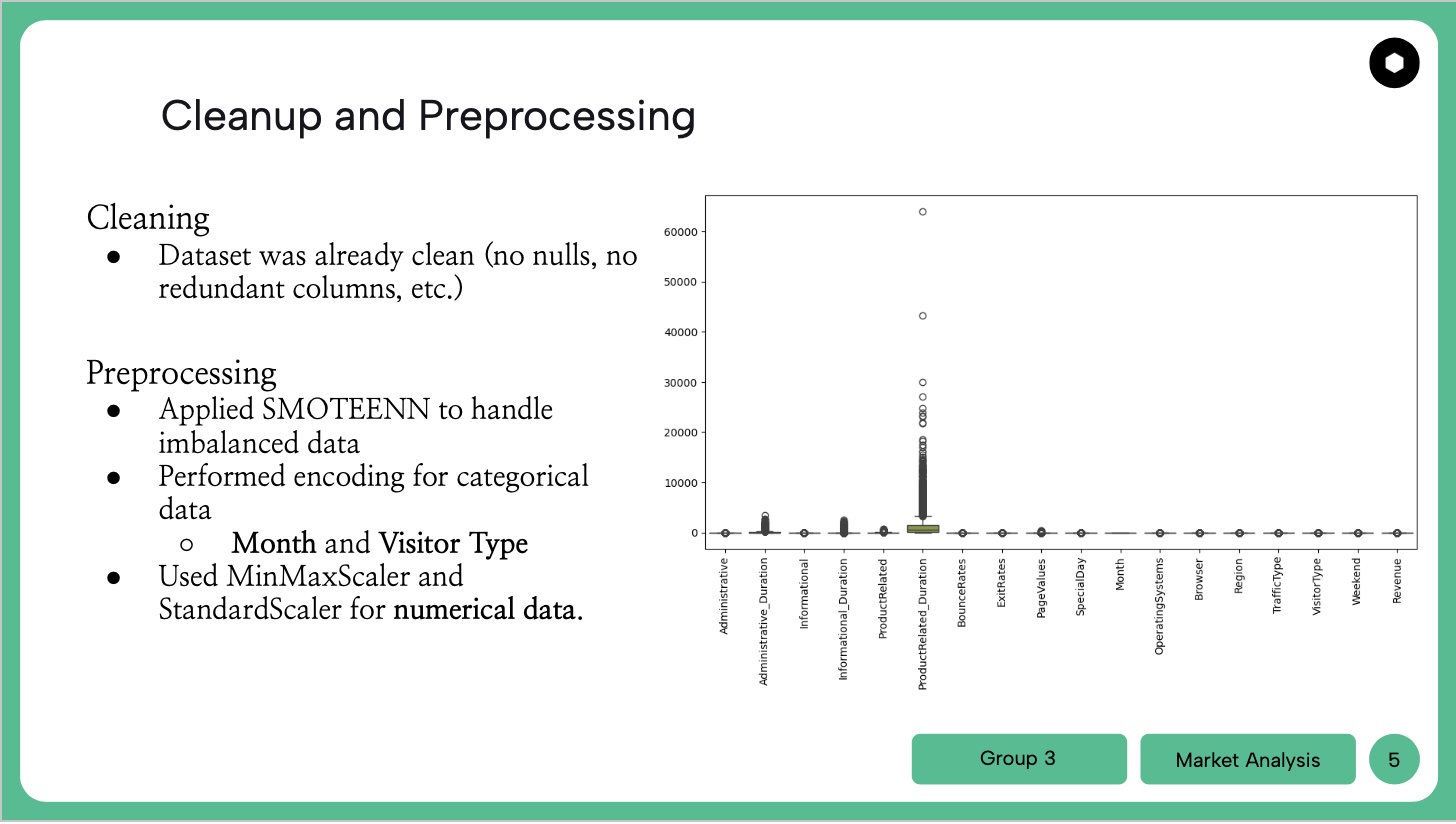 Cleanup and Preprocessing
Cleaning
● Dataset was already clean (no nulls, no
redundant columns, etc.)
Preprocessing
● Applied SMOTEENN to handle
imbalanced data
● Performed encoding for categorical
data
○ Month and Visitor Type
● Used MinMaxScaler and
StandardScaler for numerical data.
60000
50000
40000
30000
20000
10000
0
Administrative
Administrative_Duration
Informational
Informational_Duration
ProductRelated
ProductRelated_Duration
BounceRates
ExitRates
PageValues
SpecialDay
Month
OperatingSystems
Browser
Region
TrafficType
VisitorType
Weekend
Revenue
Group 3
Market Analysis
5